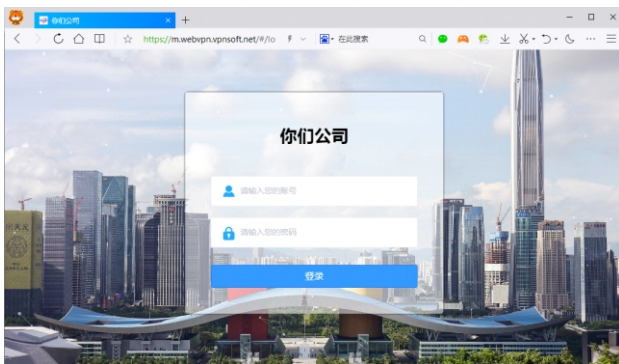 你们公司
https://m.webvpn.vpnsoft.net/#/lo
在此搜索
你们公司
请输入您的账号
请输入您的密码
登录